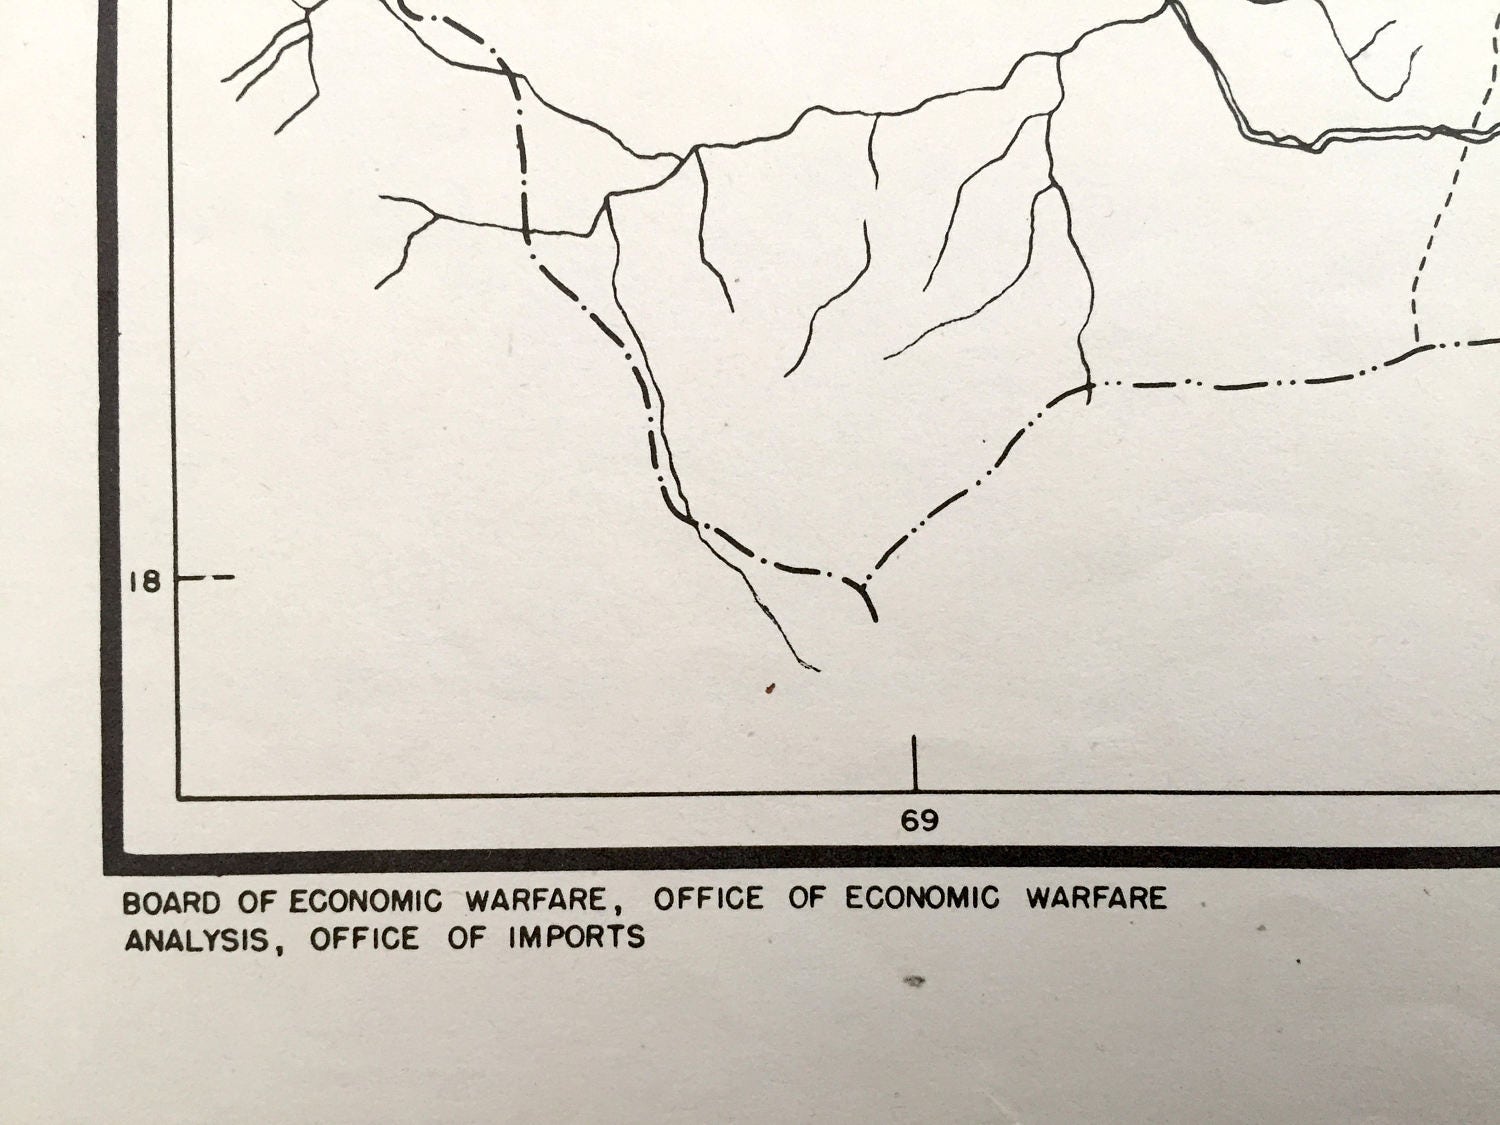 18
69
BOARD OF ECONOMIC WARFARE, OFFICE OF ECONOMIC WARFARE
ANALYSIS, OFFICE OF IMPORTS